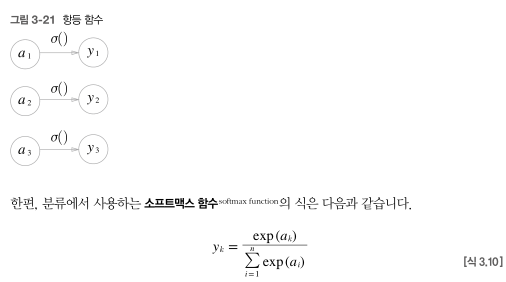 그림 3-21 항등 함수
a₁ σ() y₁
a₂ σ() y₂
a₃ σ() y₃
한편, 분류에서 사용하는 소프트맥스 함수softmax function의 식은 다음과 같습니다.
yₖ = exp(aₖ) / ∑ⁿᵢ₌₁ exp(aᵢ)
[식 3.10]